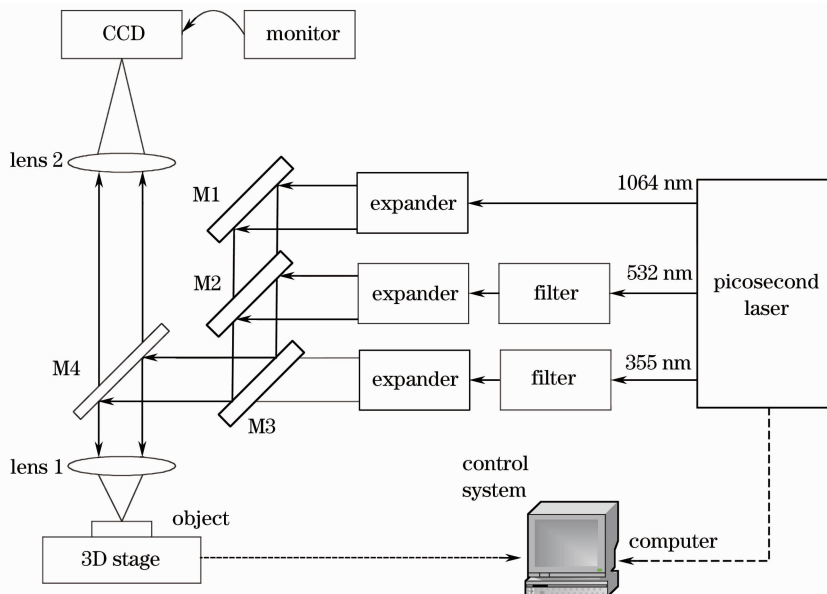 CCD
monitor
lens 2
M1
expander
1064 nm
M2
expander
filter
532 nm
picosecond
laser
M4
expander
filter
355 nm
M3
lens 1
object
3D stage
control
system
computer